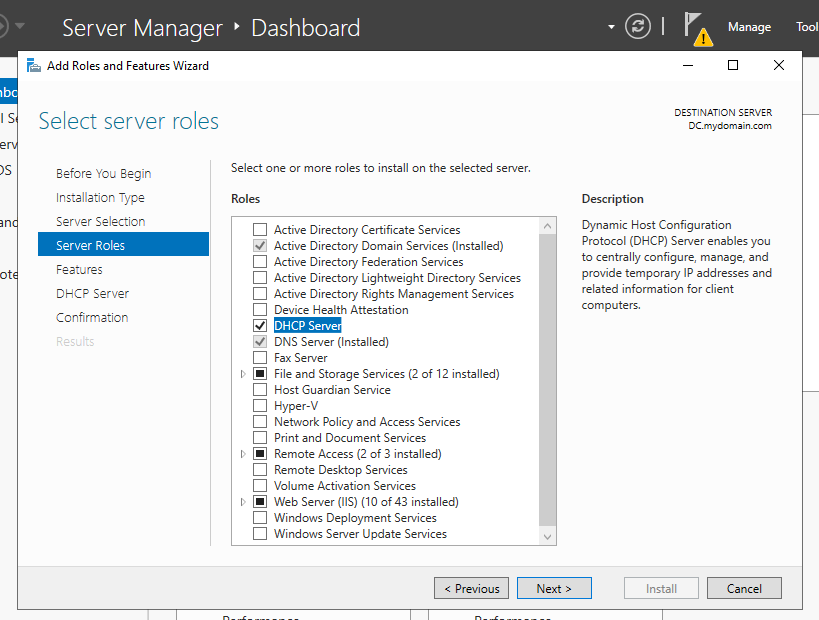 Server Manager ‣ Dashboard
Manage
Add Roles and Features Wizard
Select server roles
DESTINATION SERVER
DC.mydomain.com
Before You Begin
Installation Type
Server Selection
Server Roles
Features
DHCP Server
Confirmation
Results
Select one or more roles to install on the selected server.
Roles
Active Directory Certificate Services
Active Directory Domain Services (Installed)
Active Directory Federation Services
Active Directory Lightweight Directory Services
Active Directory Rights Management Services
Device Health Attestation
DHCP Server
DNS Server (Installed)
Fax Server
File and Storage Services (2 of 12 installed)
Host Guardian Service
Hyper-V
Network Policy and Access Services
Print and Document Services
Remote Access (2 of 3 installed)
Remote Desktop Services
Volume Activation Services
Web Server (IIS) (10 of 43 installed)
Windows Deployment Services
Windows Server Update Services
Description
Dynamic Host Configuration
Protocol (DHCP) Server enables you
to centrally configure, manage, and
provide temporary IP addresses and
related information for client
computers.
< Previous
Next >
Install
Cancel
Performance
Performance